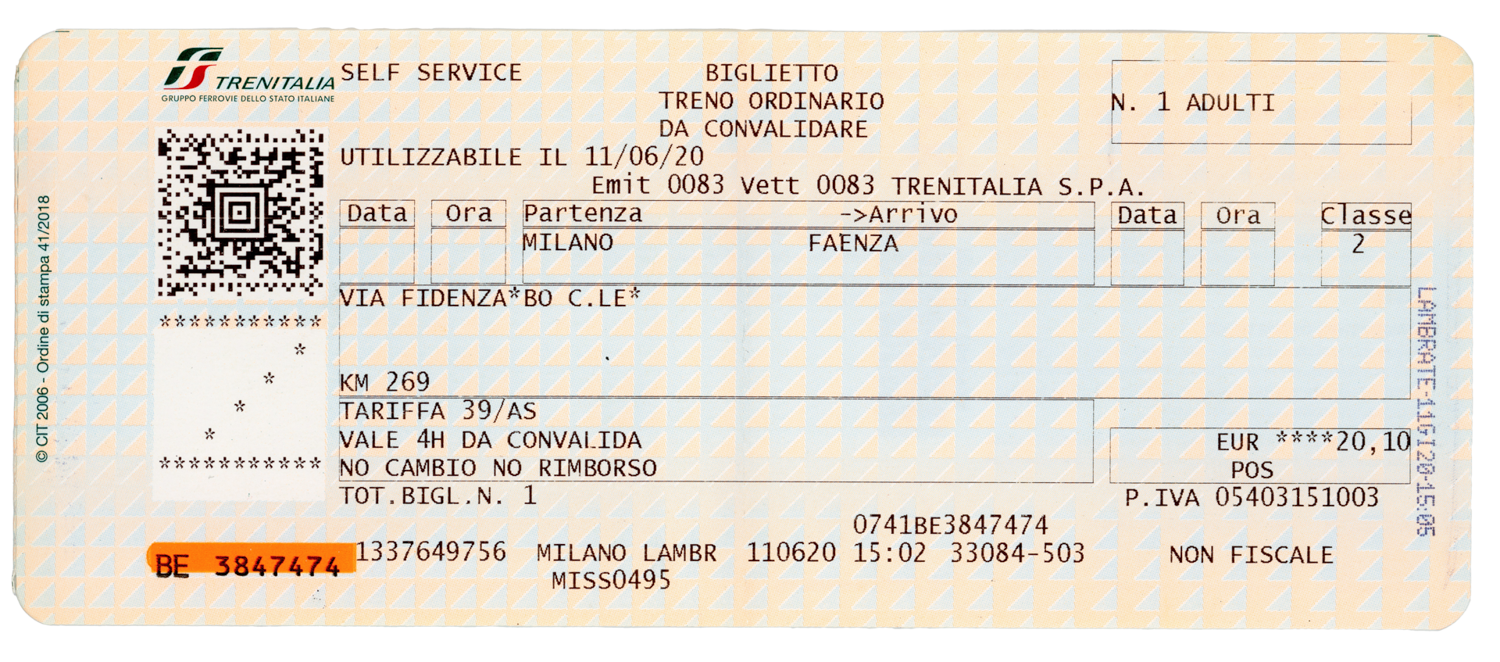 TRENITALIA
GRUPPO FERROVIE DELLO STATO ITALIANE
SELF SERVICE
BIGLIETTO
TRENO ORDINARIO
DA CONVALIDARE
N. 1 ADULTI
UTILIZZABILE IL 11/06/20
Emit 0083 Vett 0083 TRENITALIA S.P.A.
Data Ora Partenza ->Arrivo Data Ora Classe
MILANO FAENZA 2
VIA FIDENZA*BO C.LE*
***********
*
*
*
*
***********
KM 269
TARIFFA 39/AS
VALE 4H DA CONVALIDA
NO CAMBIO NO RIMBORSO
EUR ****20,10
POS
TOT.BIGL.N. 1
P.IVA 05403151003
0741BE3847474
BE 3847474
1337649756 MILANO LAMBR 110620 15:02 33084-503
NON FISCALE
MISS0495
© CIT 2006 - Ordine di stampa 41/2018
LAMBRATE-11GI20-15:05